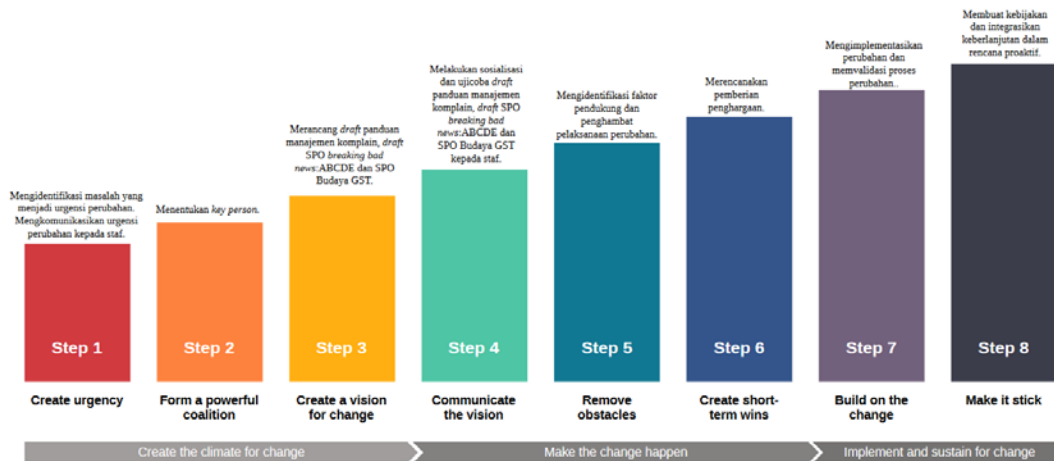 Mengidentifikasi masalah yang
menjadi urgensi perubahan.
Mengkomunikasikan urgensi
perubahan kepada staf.
Menentukan key person.
Merancang draft panduan
manajemen komplain, draft
SPO breaking bad
news:ABCDE dan SPO
Budaya GST.
Melakukan sosialisasi
dan ujicoba draft
panduan manajemen
komplain, draft SPO
breaking bad
news:ABCDE dan
SPO Budaya GST
kepada staf.
Mengidentifikasi faktor
pendukung dan
penghambat
pelaksanaan perubahan.
Merencanakan
pemberian
penghargaan.
Mengimplementasikan
perubahan dan
memvalidasi proses
perubahan..
Membuat kebijakan
dan integrasikan
keberlanjutan dalam
rencana proaktif.
Step 1
Step 2
Step 3
Step 4
Step 5
Step 6
Step 7
Step 8
Create urgency
Form a powerful
coalition
Create a vision
for change
Communicate
the vision
Remove
obstacles
Create short-
term wins
Build on the
change
Make it stick
Create the climate for change
Make the change happen
Implement and sustain for change